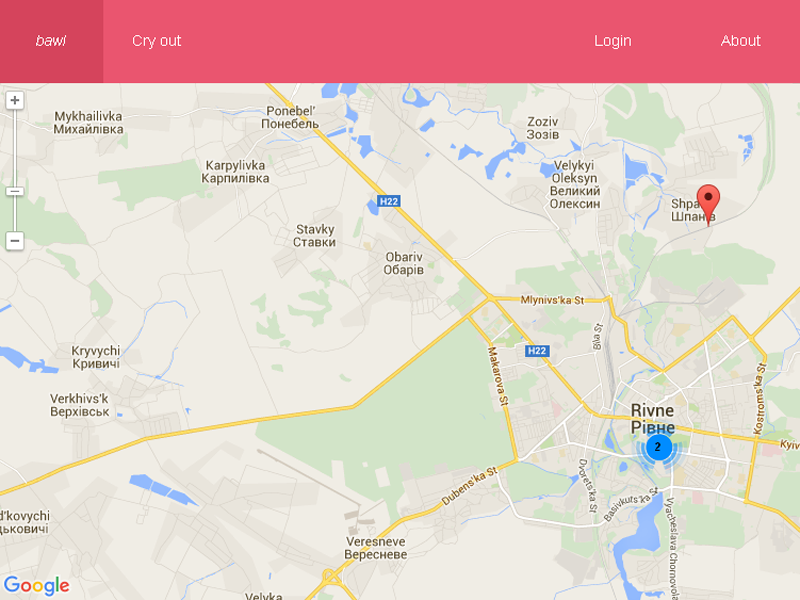 bawl
Cry out
Login
About
Mykhailivka
Михайлівка
Ponebel'
Понебель
Zoziv
Зозів
Karpylivka
Карпилівка
Velykyi
Oleksyn
Великий
Олексин
H22
Shpa
Шпанів
Stavky
Ставки
Obariv
Обарів
Mlynivs'ka St
Bila St
H22
Kryvychi
Кривичі
Makarova St
Verkhivs'k
Верхівськ
Kostroms'ka St
Rivne
Рівне
2
Kyiv
Dubens'ka St
Dvorets'ka St
Basivkuts'ka St
Vyacheslava Chornovola
d'kovychi
дьковичі
Veresneve
Вересневе
Google
Velyka